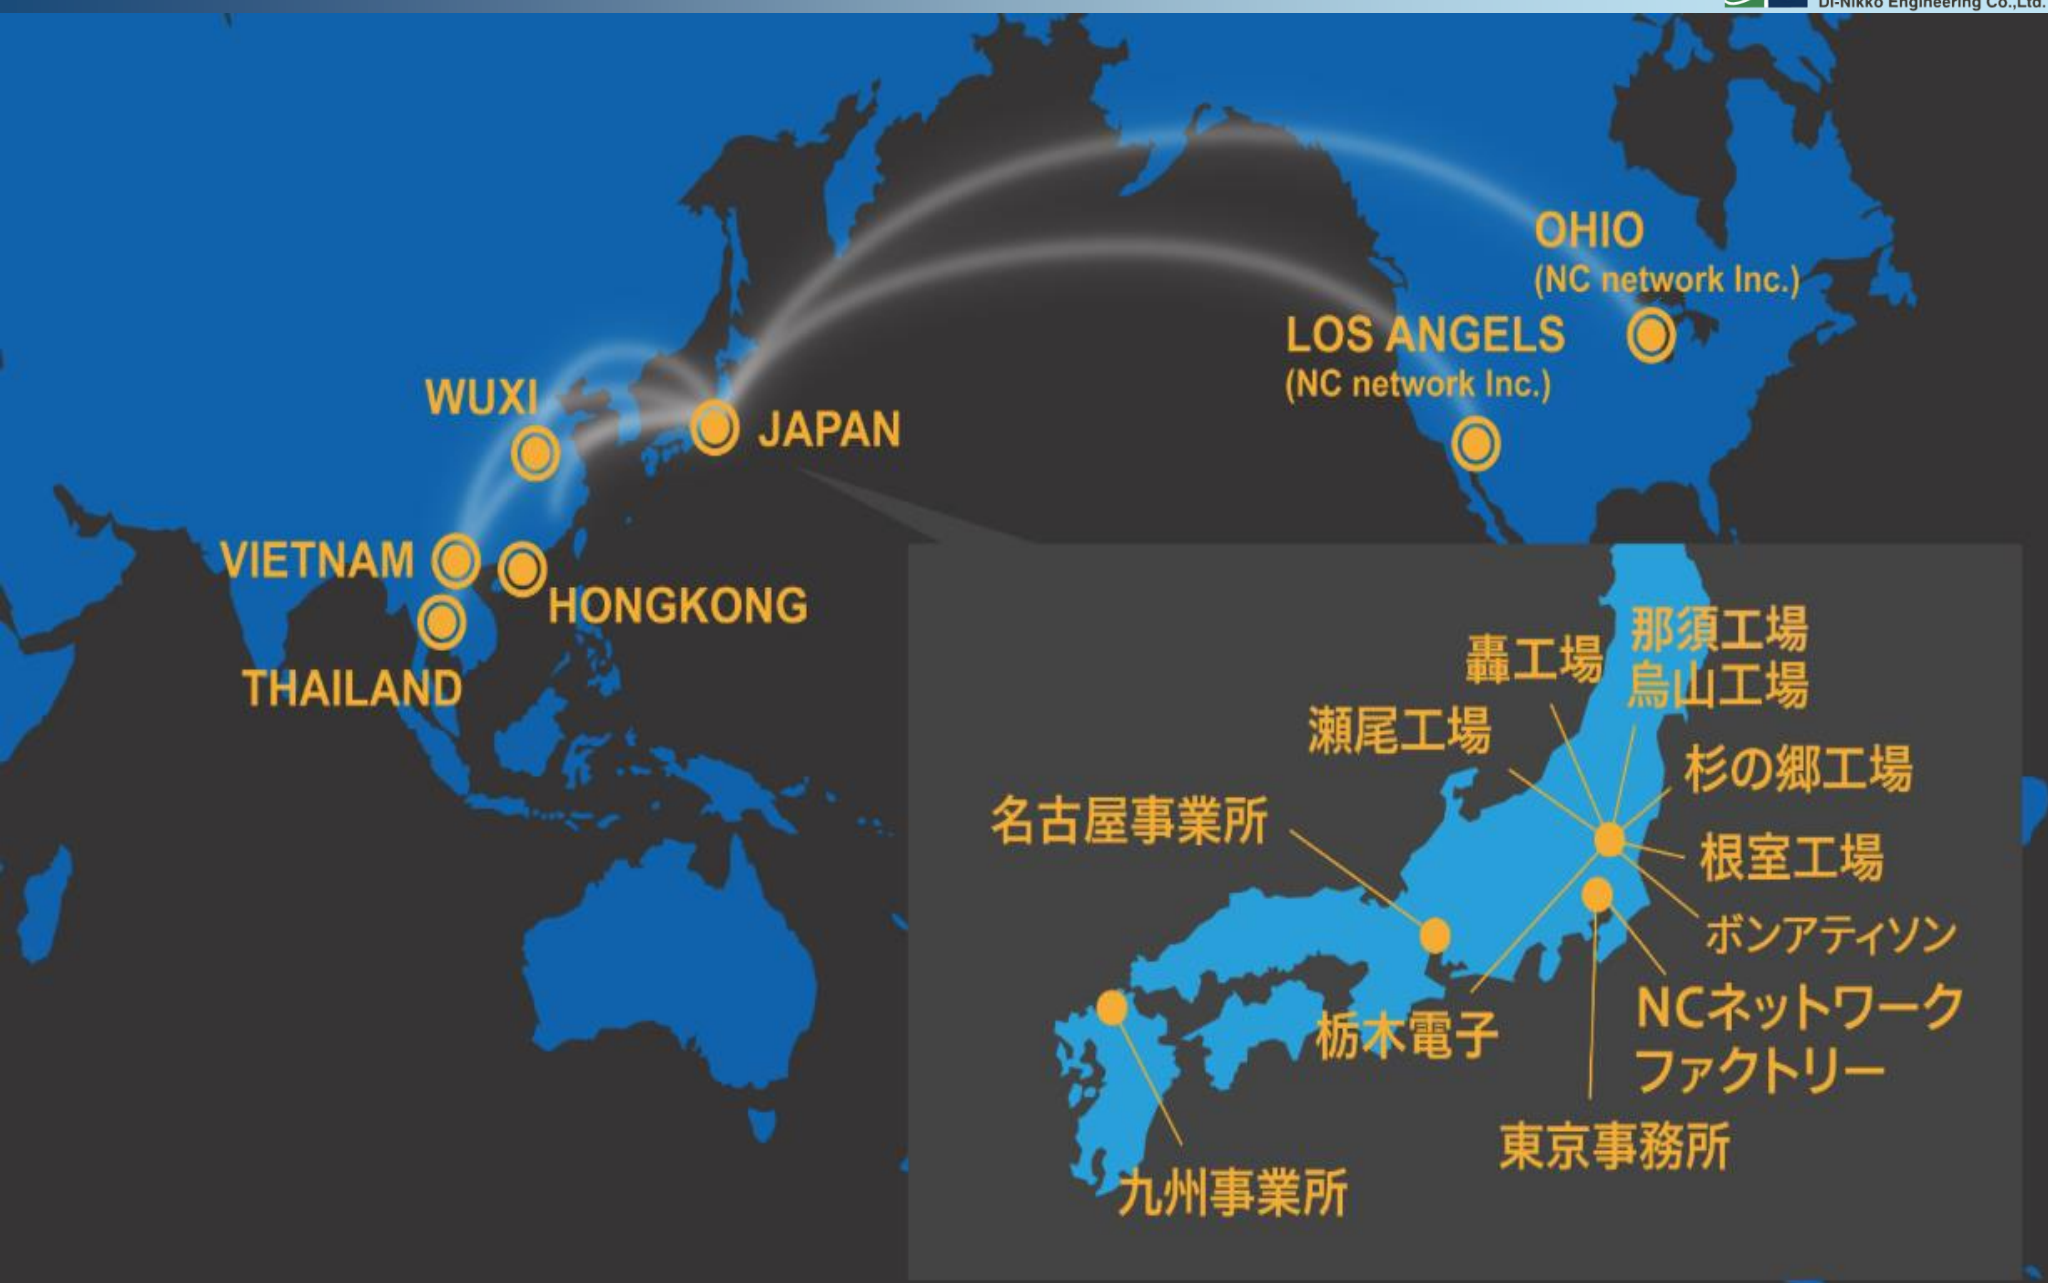 DI-Nikko Engineering Co.,Ltd.
OHIO
(NC network Inc.)
LOS ANGELS
(NC network Inc.)
WUXI
JAPAN
VIETNAM
HONGKONG
THAILAND
那須工場
轟工場
烏山工場
瀬尾工場
杉の郷工場
名古屋事業所
根室工場
ボンアティソン
NCネットワーク
ファクトリー
栃木電子
東京事務所
九州事業所